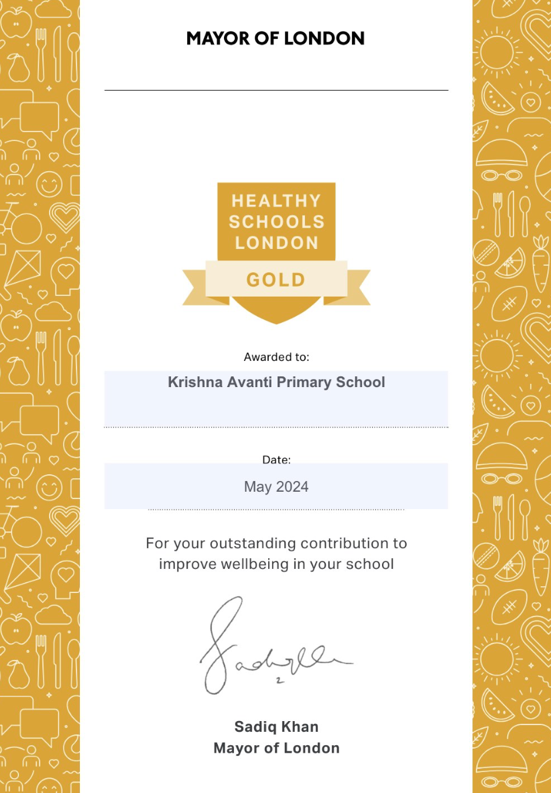 MAYOR OF LONDON
HEALTHY
SCHOOLS
LONDON
GOLD
Awarded to:
Krishna Avanti Primary School
Date:
May 2024
For your outstanding contribution to
improve wellbeing in your school
Sadiq Khan
Mayor of London